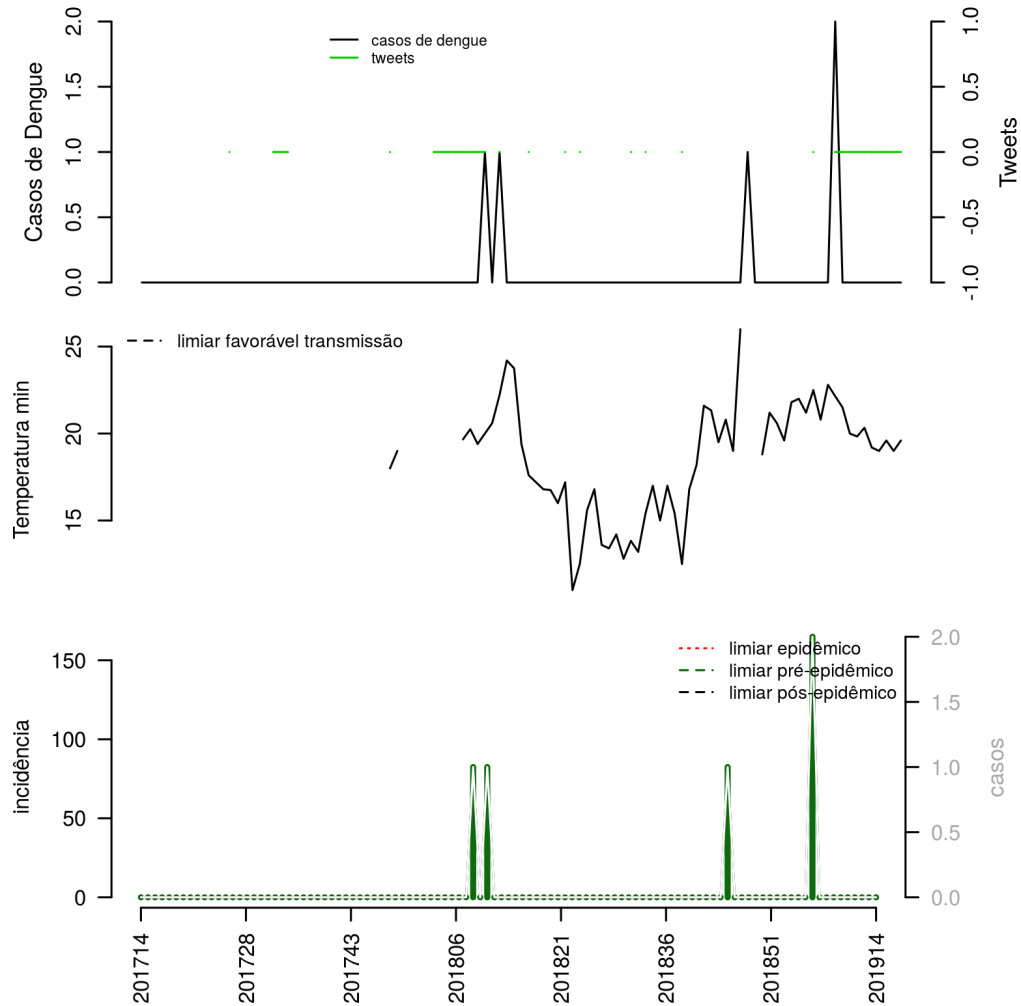 casos de dengue
tweets
Casos de Dengue
0.0 0.5 1.0 1.5 2.0
Tweets
-1.0 -0.5 0.0 0.5 1.0
limiar favorável transmissão
Temperatura min
15 20 25
limiar epidêmico
limiar pré-epidêmico
limiar pós-epidêmico
incidência
150
100
50
0
casos
2.0
1.5
1.0
0.5
0.0
201714 201728 201743 201806 201821 201836 201851 201914